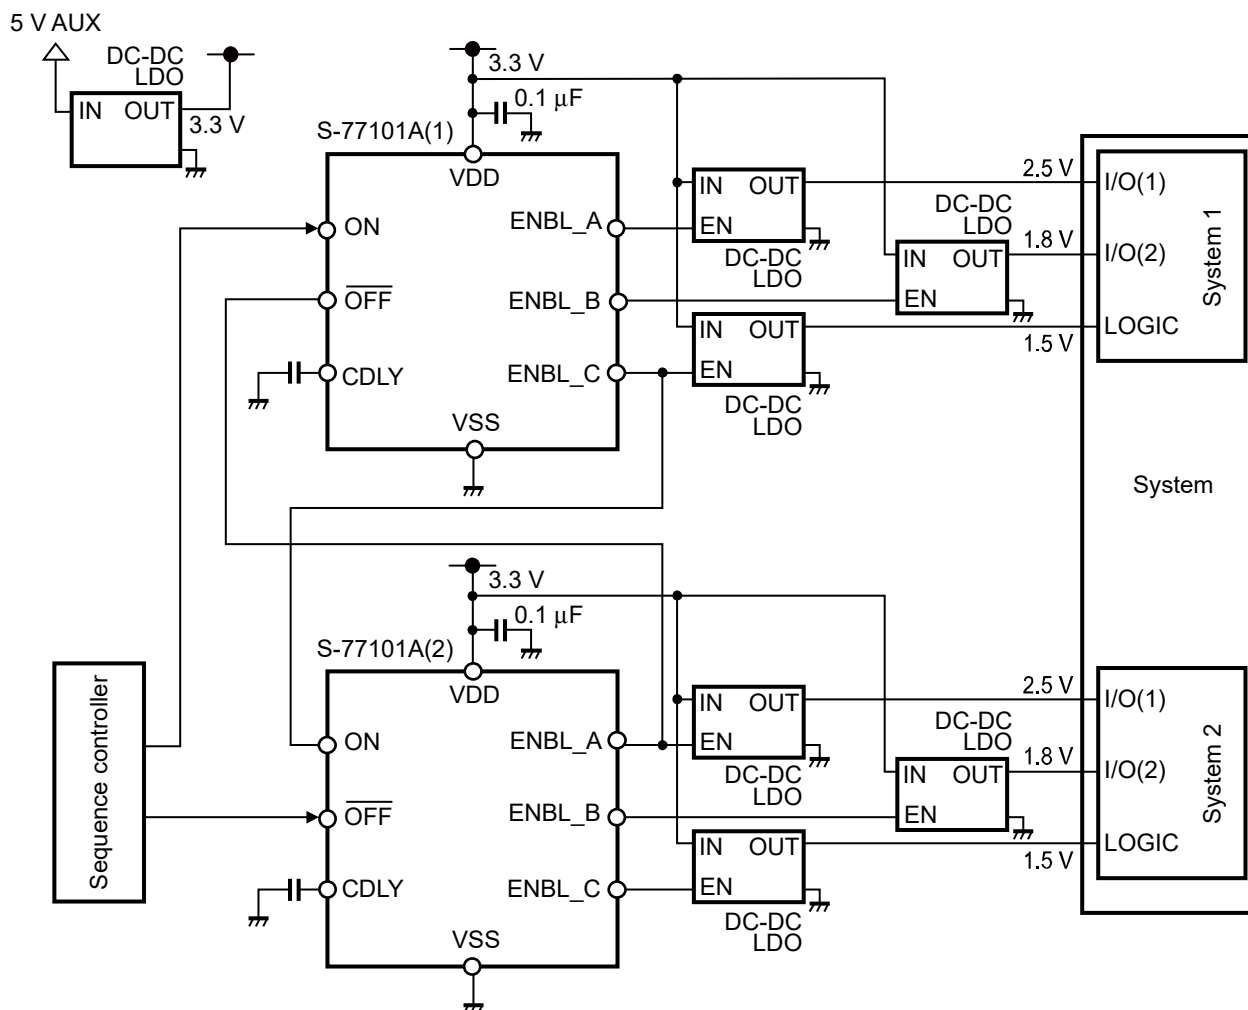 5 V AUX
DC-DC
LDO
IN OUT
3.3 V
3.3 V
0.1 μF
S-77101A(1)
VDD
ON
OFF
CDLY
VSS
ENBL_A
ENBL_B
ENBL_C
IN OUT
EN
DC-DC
LDO
DC-DC
LDO
IN OUT
EN
IN OUT
EN
DC-DC
LDO
2.5 V
1.8 V
1.5 V
I/O(1)
I/O(2)
LOGIC
System 1
System
3.3 V
0.1 μF
S-77101A(2)
VDD
Sequence controller
ON
OFF
CDLY
VSS
ENBL_A
ENBL_B
ENBL_C
IN OUT
EN
DC-DC
LDO
DC-DC
LDO
IN OUT
EN
IN OUT
EN
DC-DC
LDO
2.5 V
1.8 V
1.5 V
I/O(1)
I/O(2)
LOGIC
System 2